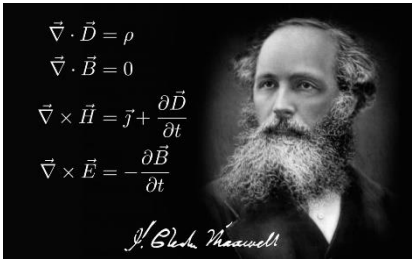 ∇⃗ · D⃗ = ρ
∇⃗ · B⃗ = 0
∇⃗ × H⃗ = ȷ⃗ + ∂D⃗/∂t
∇⃗ × E⃗ = −∂B⃗/∂t
J. Clerk Maxwell